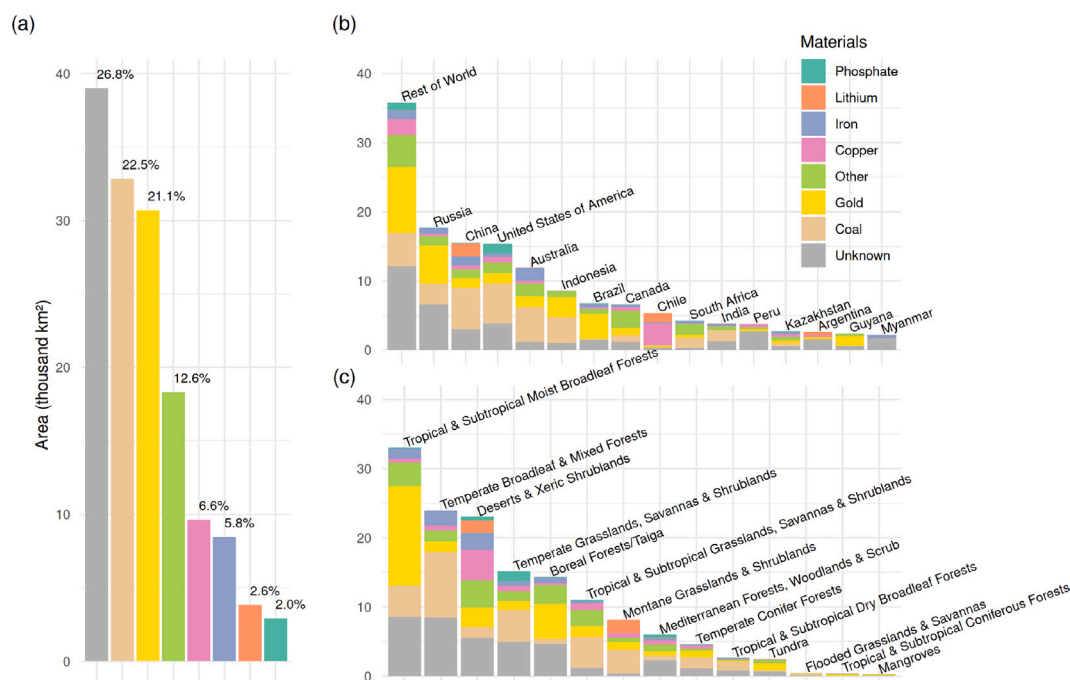 (a)
Area (thousand km²)
40
30
20
10
0
26.8%
22.5%
21.1%
12.6%
6.6%
5.8%
2.6%
2.0%
(b)
40
30
20
10
0
Rest of World
Russia
China
United States of America
Australia
Indonesia
Brazil
Canada
Chile
South Africa
India
Peru
Kazakhstan
Argentina
Guyana
Myanmar
Materials
Phosphate
Lithium
Iron
Copper
Other
Gold
Coal
Unknown
(c)
40
30
20
10
0
Tropical & Subtropical Moist Broadleaf Forests
Temperate Broadleaf & Mixed Forests
Deserts & Xeric Shrublands
Temperate Grasslands, Savannas & Shrublands
Boreal Forests/Taiga
Tropical & Subtropical Grasslands, Savannas & Shrublands
Montane Grasslands & Shrublands
Mediterranean Forests, Woodlands & Scrub
Temperate Conifer Forests
Tropical & Subtropical Dry Broadleaf Forests
Tundra
Flooded Grasslands & Savannas
Tropical & Subtropical Coniferous Forests
Mangroves